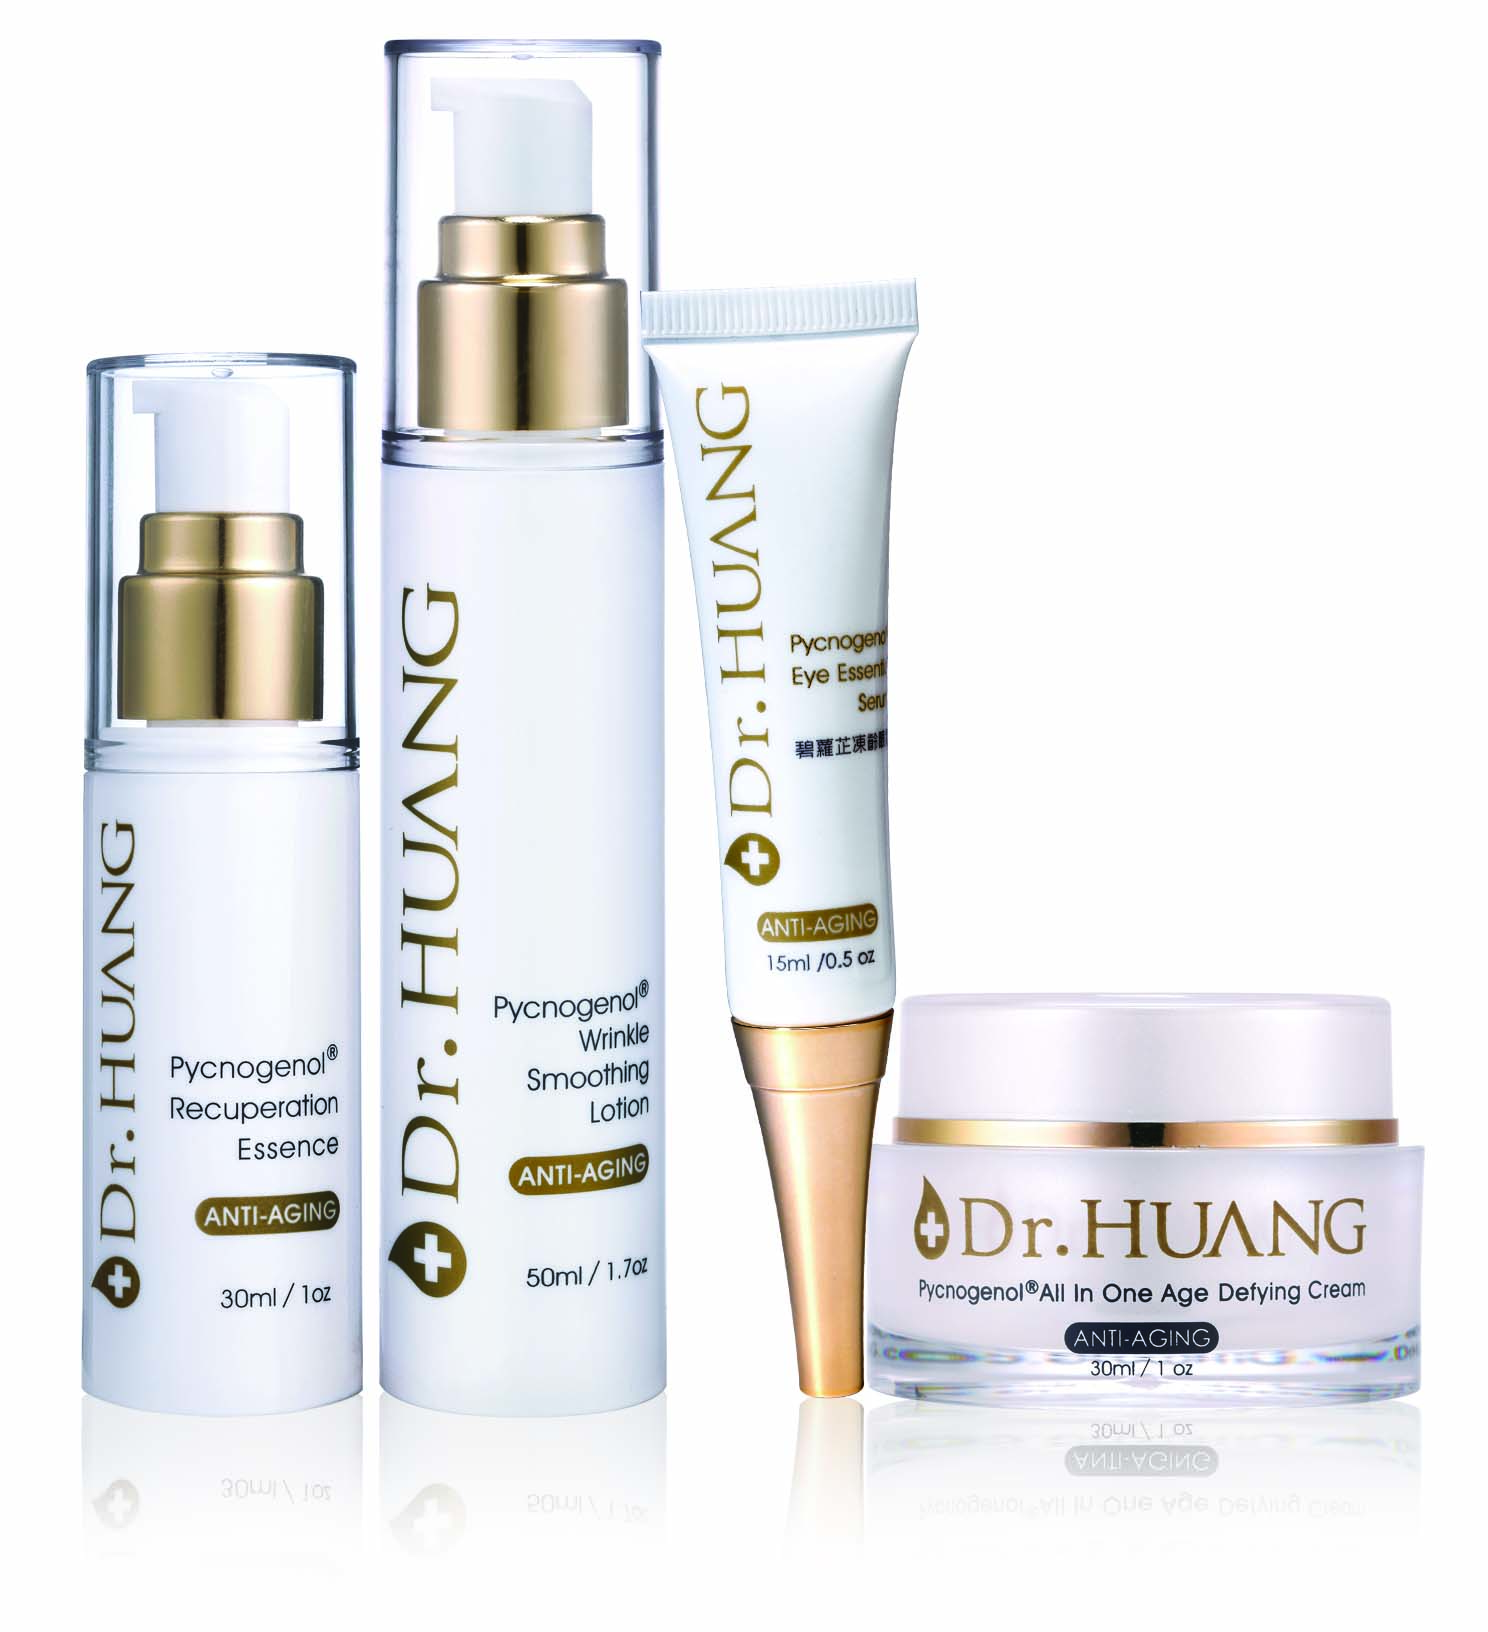 Dr.HUANG
Pycnogenol®
Recuperation
Essence
ANTI-AGING
30ml / 1oz
Dr.HUANG
Pycnogenol®
Wrinkle
Smoothing
Lotion
ANTI-AGING
50ml / 1.7oz
Dr.HUANG
Pycnogeno
Eye Essenti
Seru
碧蘿芷凍齡
ANTI-AGING
15ml /0.5 oz
Dr.HUANG
Pycnogenol®All In One Age Defying Cream
ANTI-AGING
30ml / 1 oz